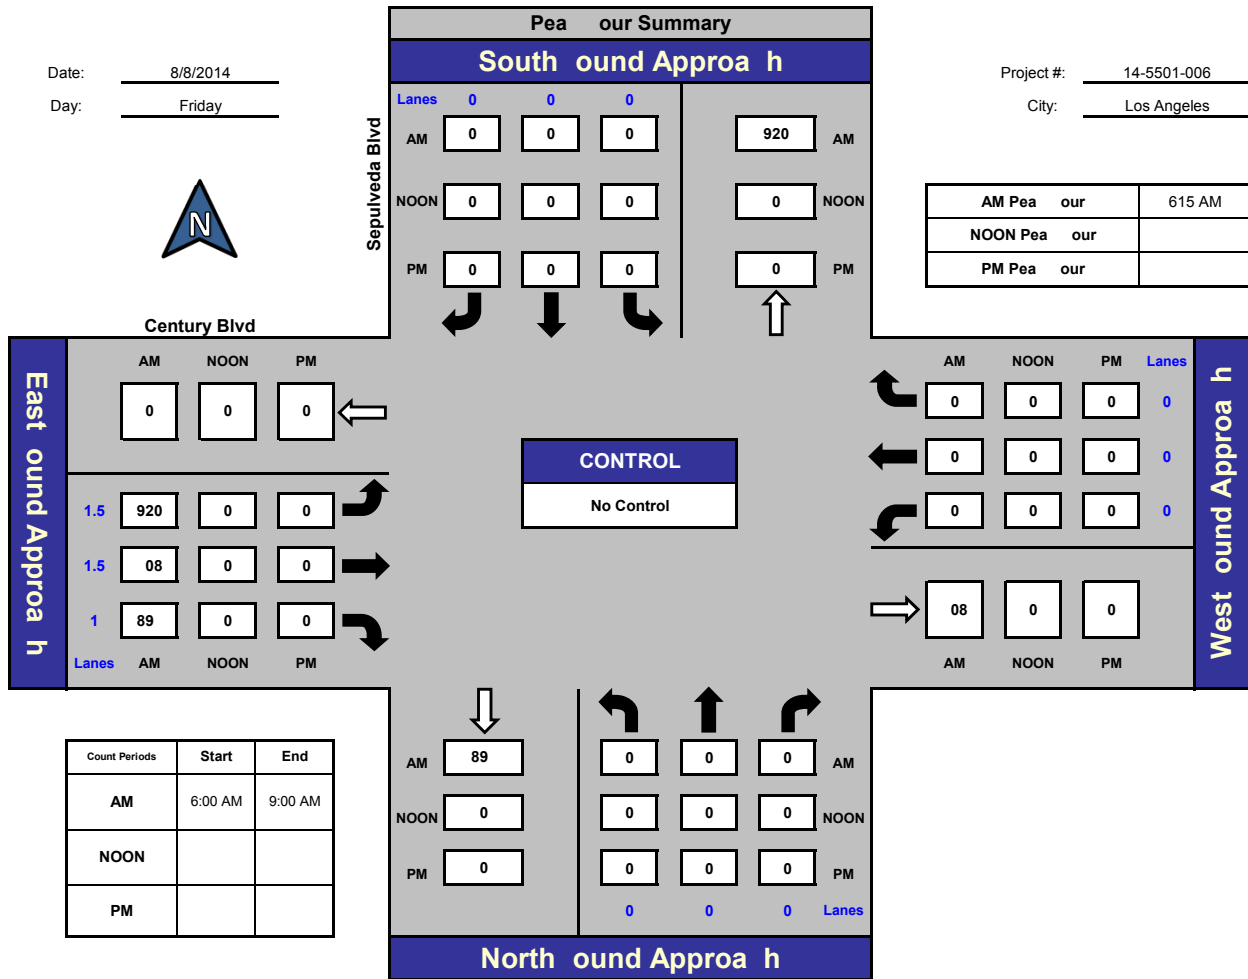 Pea our Summary
South ound Approa h
Date: 8/8/2014
Day: Friday
Project #: 14-5501-006
City: Los Angeles
N
Sepulveda Blvd
Lanes 0 0 0
AM 0 0 0 920 AM
NOON 0 0 0 0 NOON
PM 0 0 0 0 PM
AM Pea our 615 AM
NOON Pea our
PM Pea our
Century Blvd
East ound Approa h
AM NOON PM
0 0 0
1.5 920 0 0
1.5 08 0 0
1 89 0 0
Lanes AM NOON PM
CONTROL
No Control
AM NOON PM Lanes
0 0 0 0
0 0 0 0
0 0 0 0
08 0 0
AM NOON PM
West ound Approa h
Count Periods Start End
AM 6:00 AM 9:00 AM
NOON
PM
AM 89 0 0 0 AM
NOON 0 0 0 0 NOON
PM 0 0 0 0 PM
0 0 0 Lanes
North ound Approa h